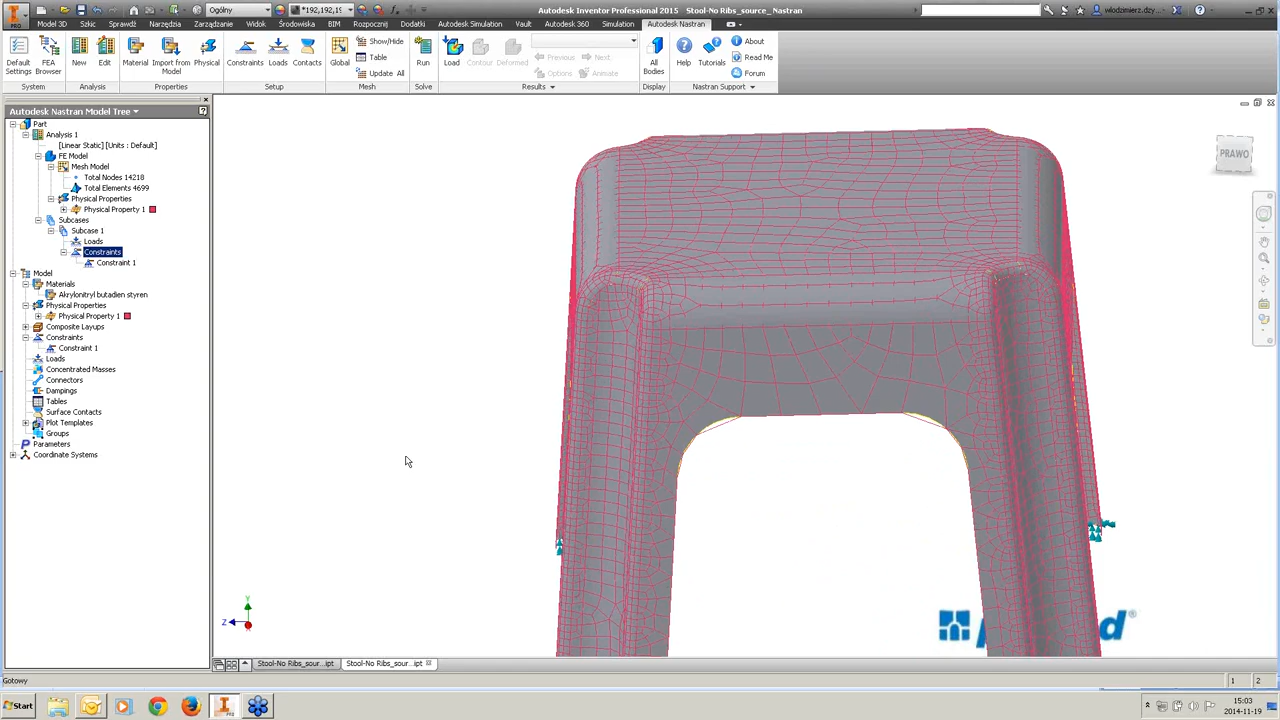 Ogólny
*192,192,19
Autodesk Inventor Professional 2015 Stool-No Ribs_source_Nastran
włodzimierz.dzy...
Model 3D Szkic Sprawdź Narzędzia Zarządzanie Widok Środowiska BIM Rozpocznij Dodatki Autodesk Simulation Vault Autodesk 360 Simulation Autodesk Nastran
Default Settings
FEA Browser
New
Edit
Material
Import from Model
Physical
Constraints
Loads
Contacts
Global
Show/Hide
Table
Update All
Run
Load
Contour
Deformed
Previous
Next
Options
Animate
All Bodies
Help
Tutorials
About
Read Me
Forum
System
Analysis
Properties
Setup
Mesh
Solve
Results
Display
Nastran Support
Autodesk Nastran Model Tree
Part
Analysis 1
[Linear Static] [Units : Default]
FE Model
Mesh Model
Total Nodes 14218
Total Elements 4699
Physical Properties
Physical Property 1
Subcases
Subcase 1
Loads
Constraints
Constraint 1
Model
Materials
Akrylonitryl butadien styren
Physical Properties
Physical Property 1
Composite Layups
Constraints
Constraint 1
Loads
Concentrated Masses
Connectors
Dampings
Tables
Surface Contacts
Plot Templates
Groups
Parameters
Coordinate Systems
PRAWO
Y
Z
Stool-No Ribs_sour...ipt
Stool-No Ribs_sour...ipt
Gotowy
1
2
Start
15:03
2014-11-19